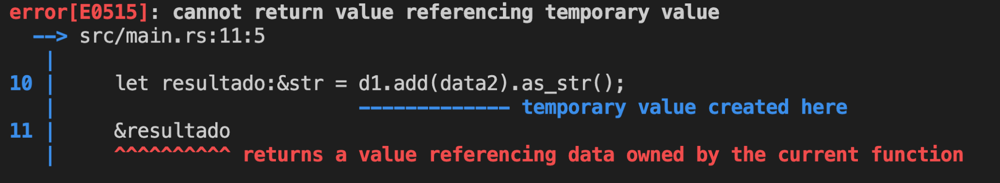 error[E0515]: cannot return value referencing temporary value
  --> src/main.rs:11:5
   |
10 |     let resultado:&str = d1.add(data2).as_str();
   |                          ------------- temporary value created here
11 |     &resultado
   |     ^^^^^^^^^^ returns a value referencing data owned by the current function